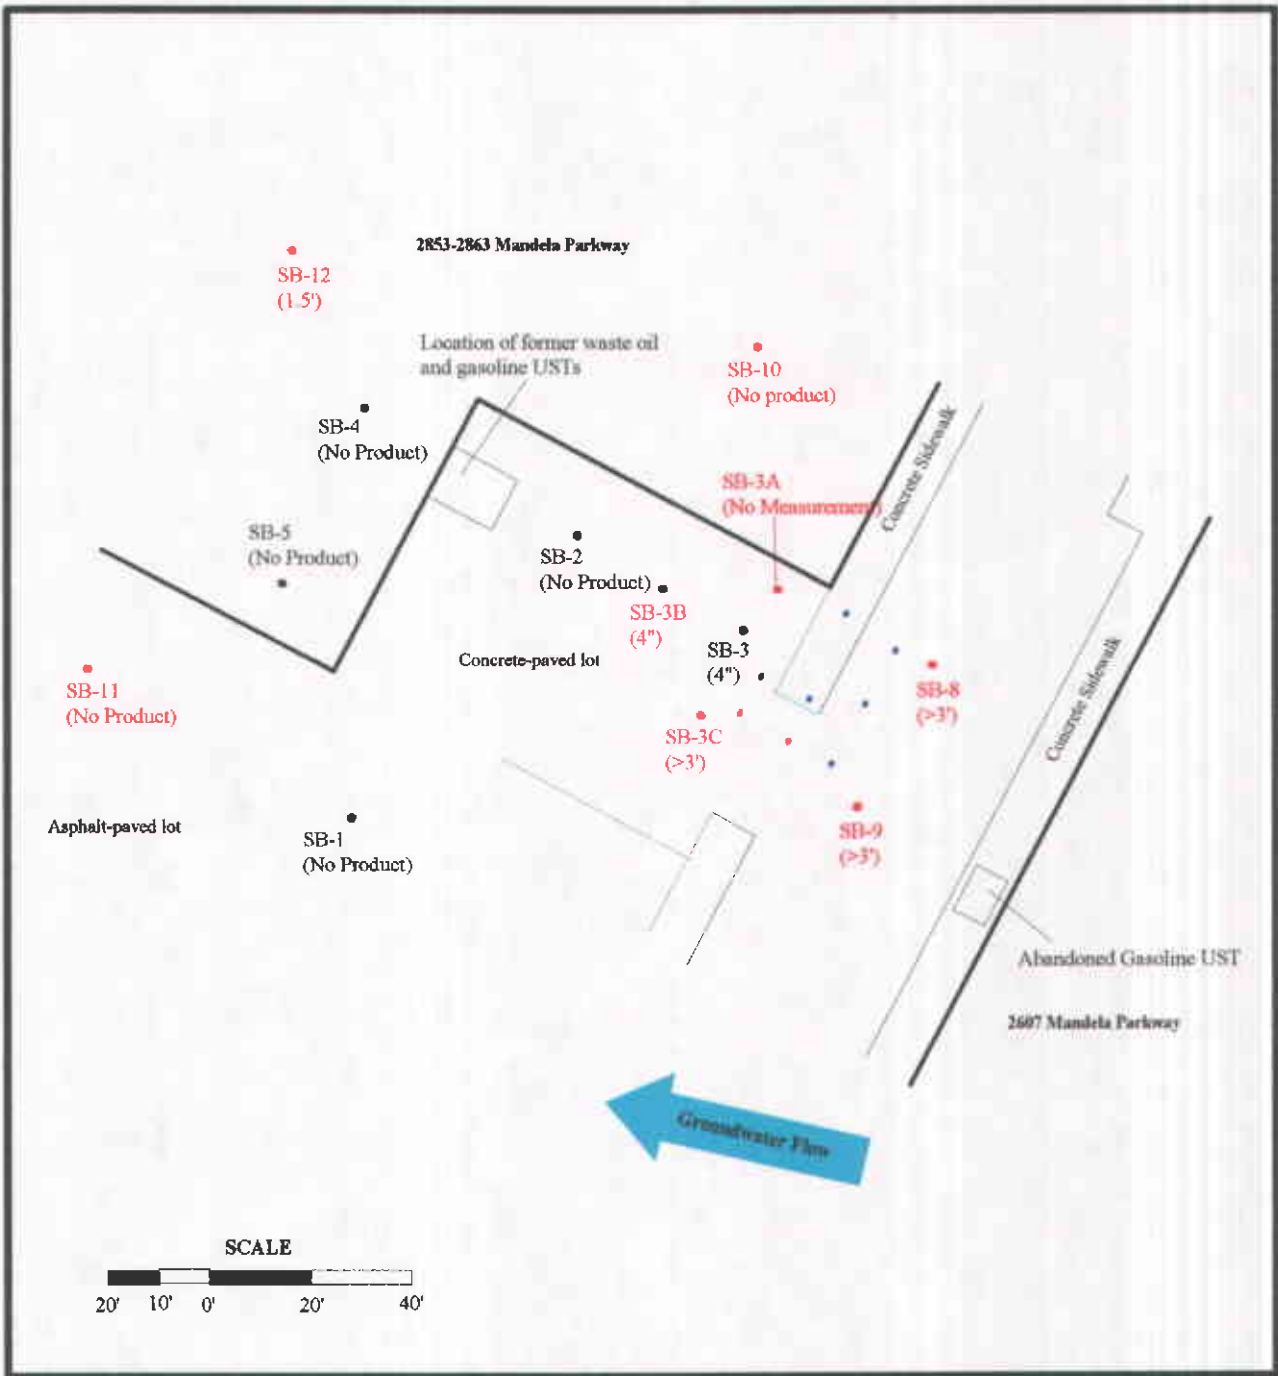 2853-2863 Mandela Parkway
SB-12
(1.5')
Location of former waste oil
and gasoline USTs
SB-10
(No product)
SB-4
(No Product)
Concrete Sidewalk
SB-3A
(No Measurement)
SB-5
(No Product)
SB-2
(No Product)
SB-3B
(4")
SB-3
(4")
Concrete-paved lot
Concrete Sidewalk
SB-11
(No Product)
SB-8
(>3')
SB-3C
(>3')
Asphalt-paved lot
SB-1
(No Product)
SB-9
(>3')
Abandoned Gasoline UST
2607 Mandela Parkway
Groundwater Flow
SCALE
20' 10' 0' 20' 40'